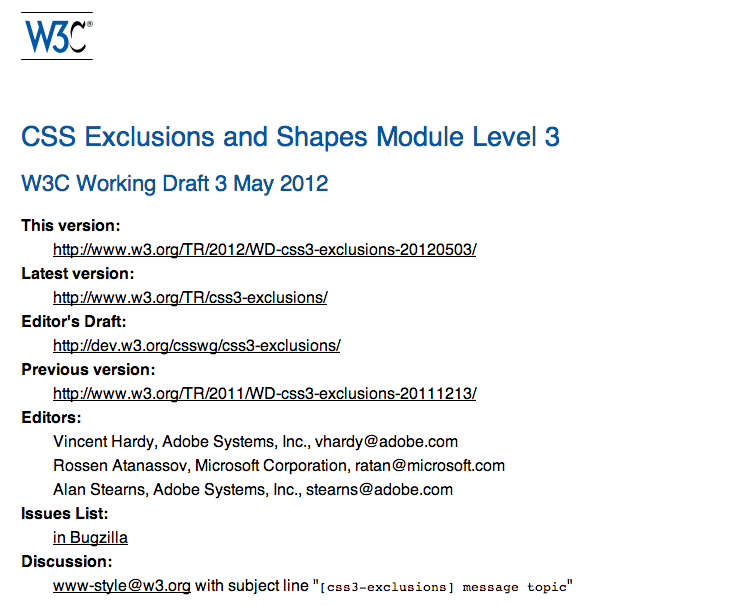 W3C®
CSS Exclusions and Shapes Module Level 3
W3C Working Draft 3 May 2012
This version:
http://www.w3.org/TR/2012/WD-css3-exclusions-20120503/
Latest version:
http://www.w3.org/TR/css3-exclusions/
Editor's Draft:
http://dev.w3.org/csswg/css3-exclusions/
Previous version:
http://www.w3.org/TR/2011/WD-css3-exclusions-20111213/
Editors:
Vincent Hardy, Adobe Systems, Inc., vhardy@adobe.com
Rossen Atanassov, Microsoft Corporation, ratan@microsoft.com
Alan Stearns, Adobe Systems, Inc., stearns@adobe.com
Issues List:
in Bugzilla
Discussion:
www-style@w3.org with subject line "[css3-exclusions] message topic"